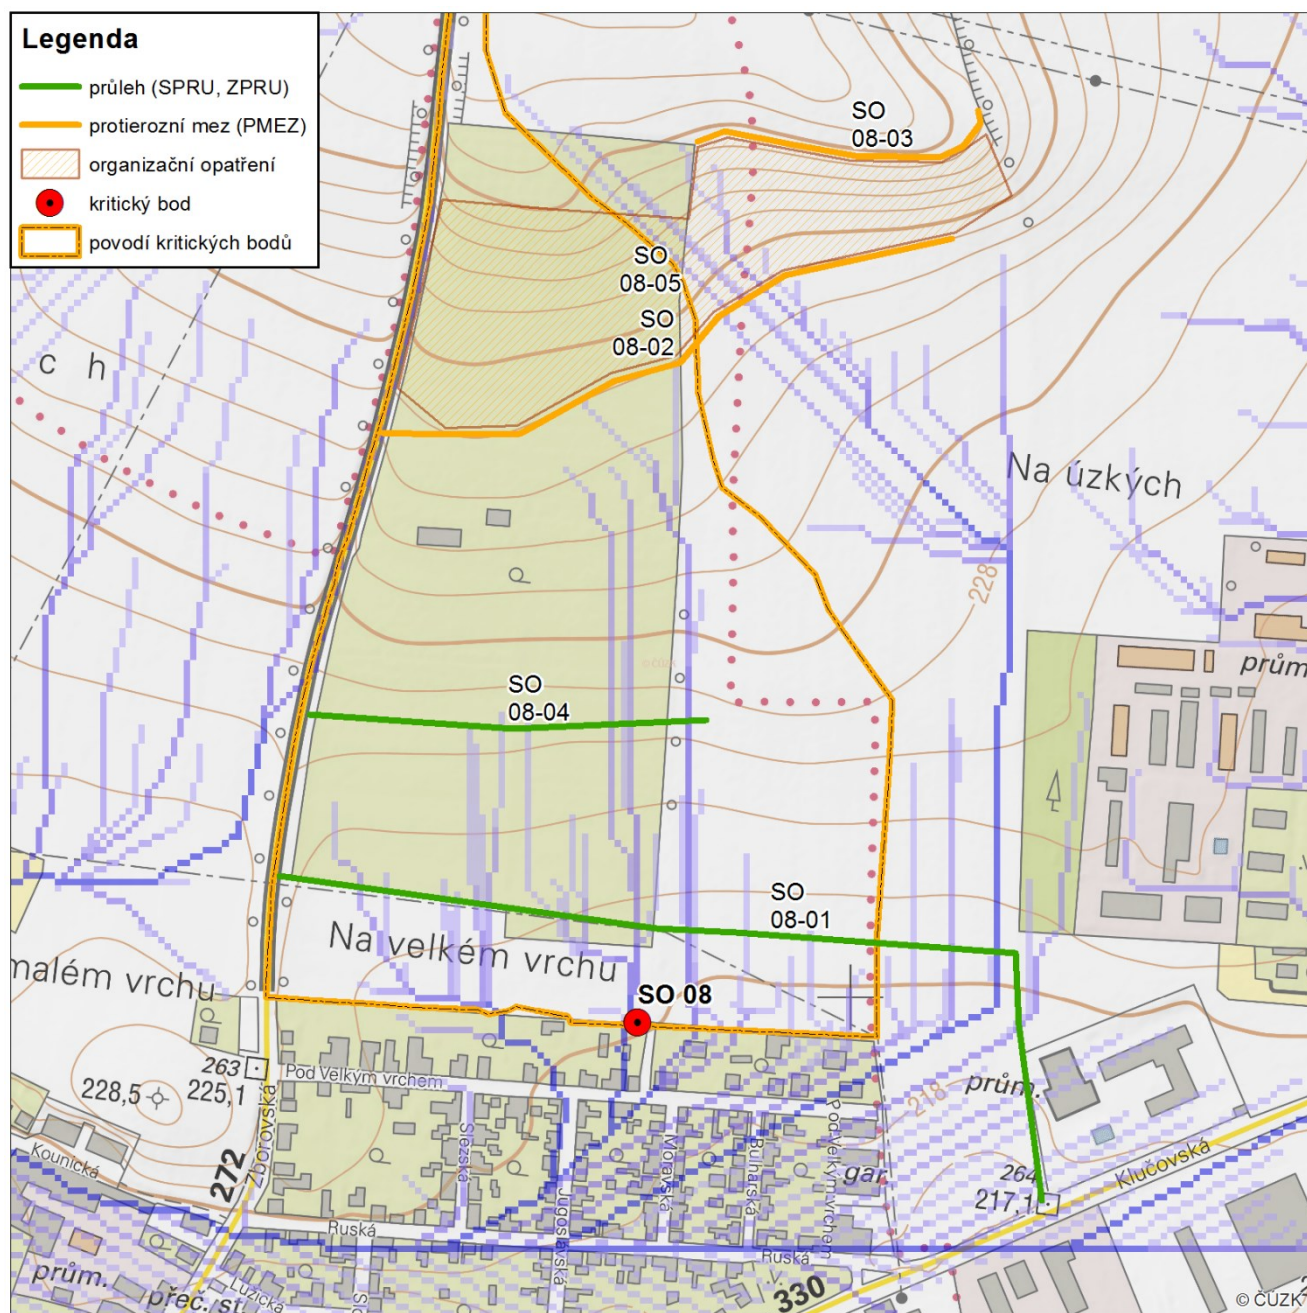 Legenda
průleh (SPRU, ZPRU)
protierozní mez (PMEZ)
organizační opatření
kritický bod
povodí kritických bodů
SO
08-03
SO
08-05
SO
08-02
c h
Na úzkých
228
prům
SO
08-04
SO
08-01
Na velkém vrchu
malém vrchu
SO 08
263
225,1
228,5
Pod Velkým vrchem
prům.
218
Zborovská
272
Kounická
Slezská
Jugoslávská
Moravská
Bulharská
Pod Velkým vrchem
gar.
264
217,1
Klučovská
Ruská
Ruská
330
Lužická
prům.
přeč. st.
© ČÚZK